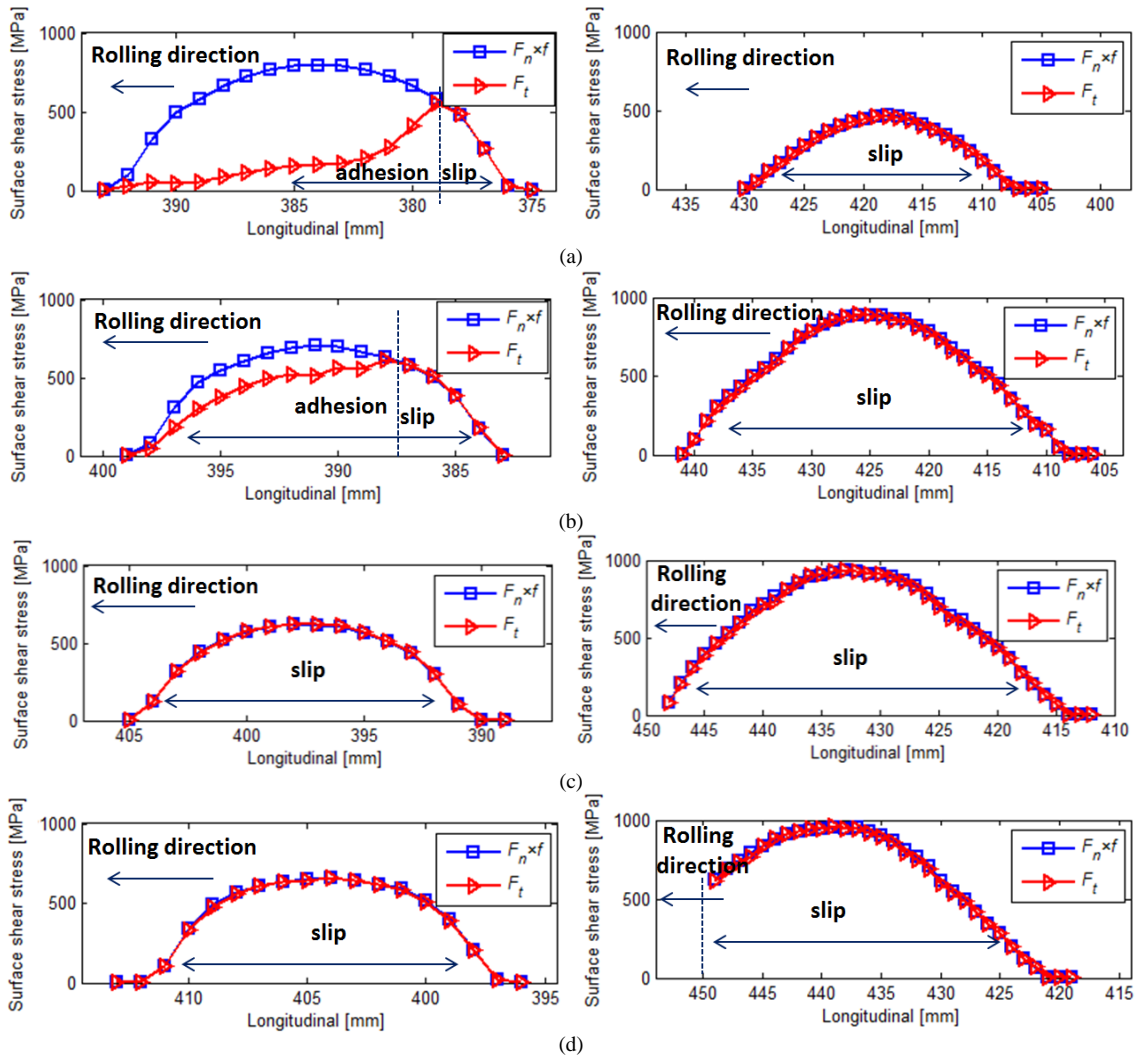 Surface shear stress [MPa]
1000
500
0
Rolling direction
Fn×f
Ft
adhesion
slip
390
385
380
375
Longitudinal [mm]
Surface shear stress [MPa]
1000
500
0
Rolling direction
Fn×f
Ft
slip
435
430
425
420
415
410
405
400
Longitudinal [mm]
(a)
Surface shear stress [MPa]
1000
500
0
Rolling direction
Fn×f
Ft
adhesion
slip
400
395
390
385
Longitudinal [mm]
Surface shear stress [MPa]
1000
500
0
Rolling direction
Fn×f
Ft
slip
440
435
430
425
420
415
410
405
Longitudinal [mm]
(b)
Surface shear stress [MPa]
1000
500
0
Rolling direction
Fn×f
Ft
slip
405
400
395
390
Longitudinal [mm]
Surface shear stress [MPa]
1000
500
0
Rolling
direction
Fn×f
Ft
slip
450
445
440
435
430
425
420
415
410
Longitudinal [mm]
(c)
Surface shear stress [MPa]
1000
500
0
Rolling direction
Fn×f
Ft
slip
410
405
400
395
Longitudinal [mm]
Surface shear stress [MPa]
1000
500
0
Rolling
direction
Fn×f
Ft
slip
450
445
440
435
430
425
420
415
Longitudinal [mm]
(d)